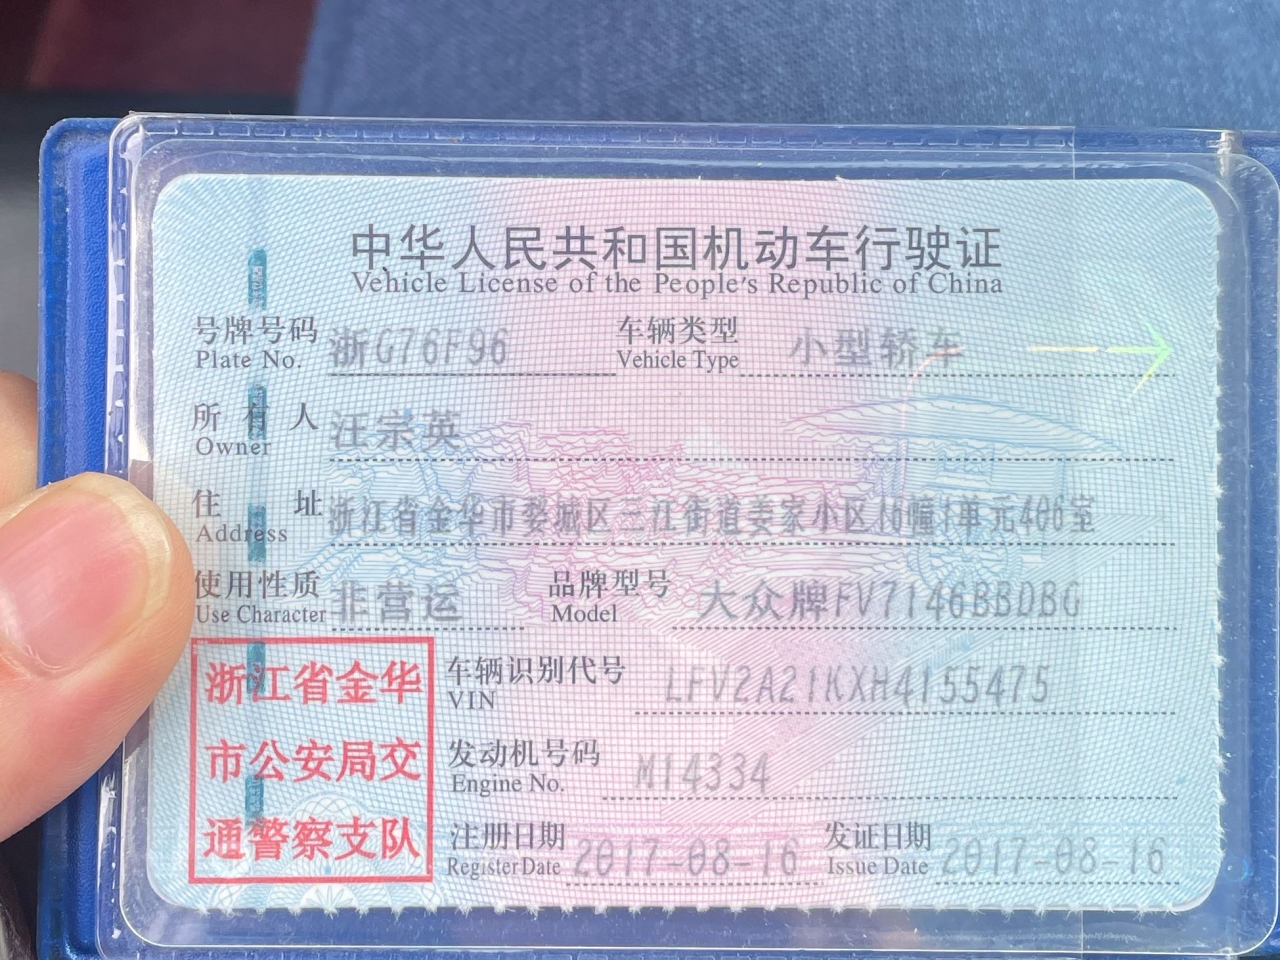 中华人民共和国机动车行驶证
Vehicle License of the People's Republic of China
号牌号码 浙G76F96 车辆类型 小型轿车
Plate No. Vehicle Type
所有人 汪宗英
Owner
住址 浙江省金华市婺城区三江街道姜家小区16幢1单元406室
Address
使用性质 非营运 品牌型号 大众牌FV7146BBDBG
Use Character Model
浙江省金华
市公安局交
通警察支队
车辆识别代号 LFV2A21KXH4155475
VIN
发动机号码 M14334
Engine No.
注册日期 2017-08-16 发证日期 2017-08-16
Register Date Issue Date